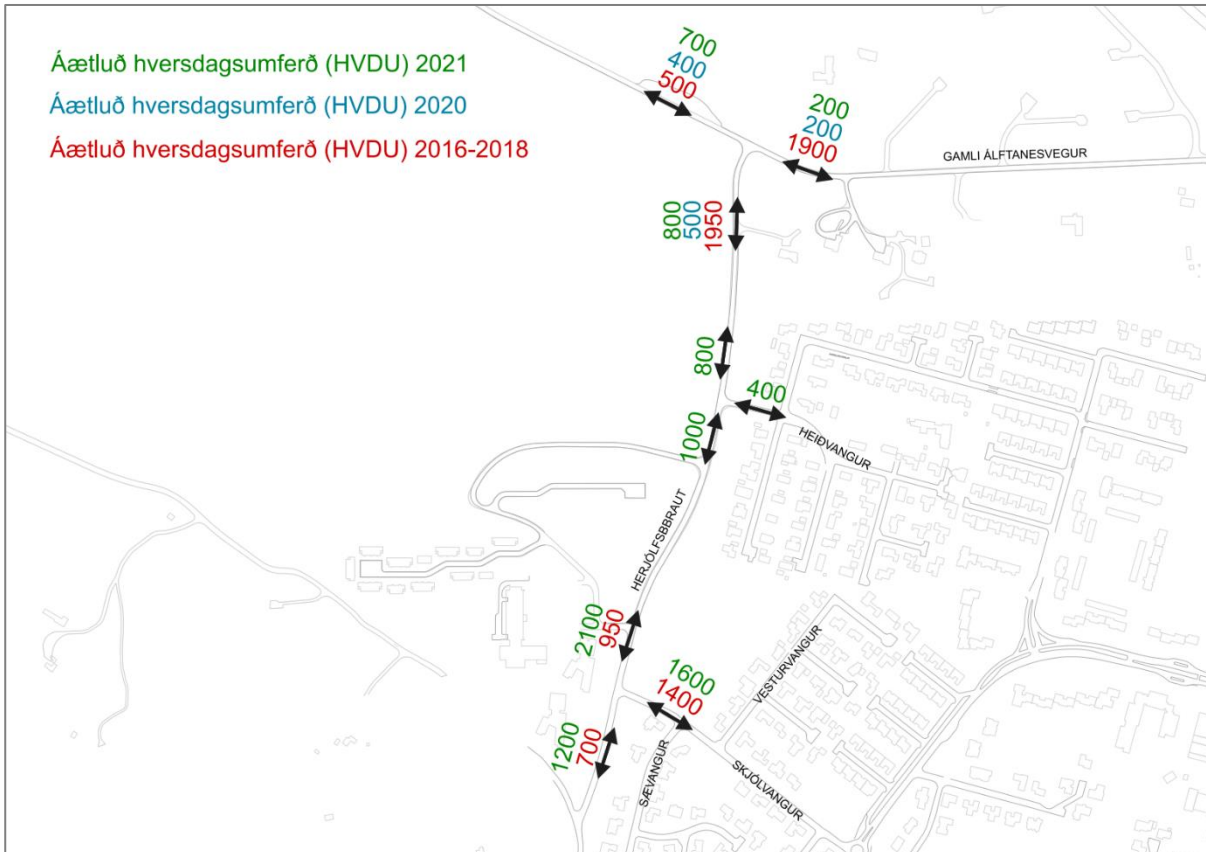 Áætluð hversdagsumferð (HVDU) 2021
Áætluð hversdagsumferð (HVDU) 2020
Áætluð hversdagsumferð (HVDU) 2016-2018
700
400
500
200
200
1900
GAMLI ÁLFTANESVEGUR
800
500
1950
800
400
1000
HEIÐVANGUR
HERJÓLFSBBRAUT
2100
950
1600
1400
VESTURVANGUR
1200
700
SÆVANGUR
SKJÓLVANGUR